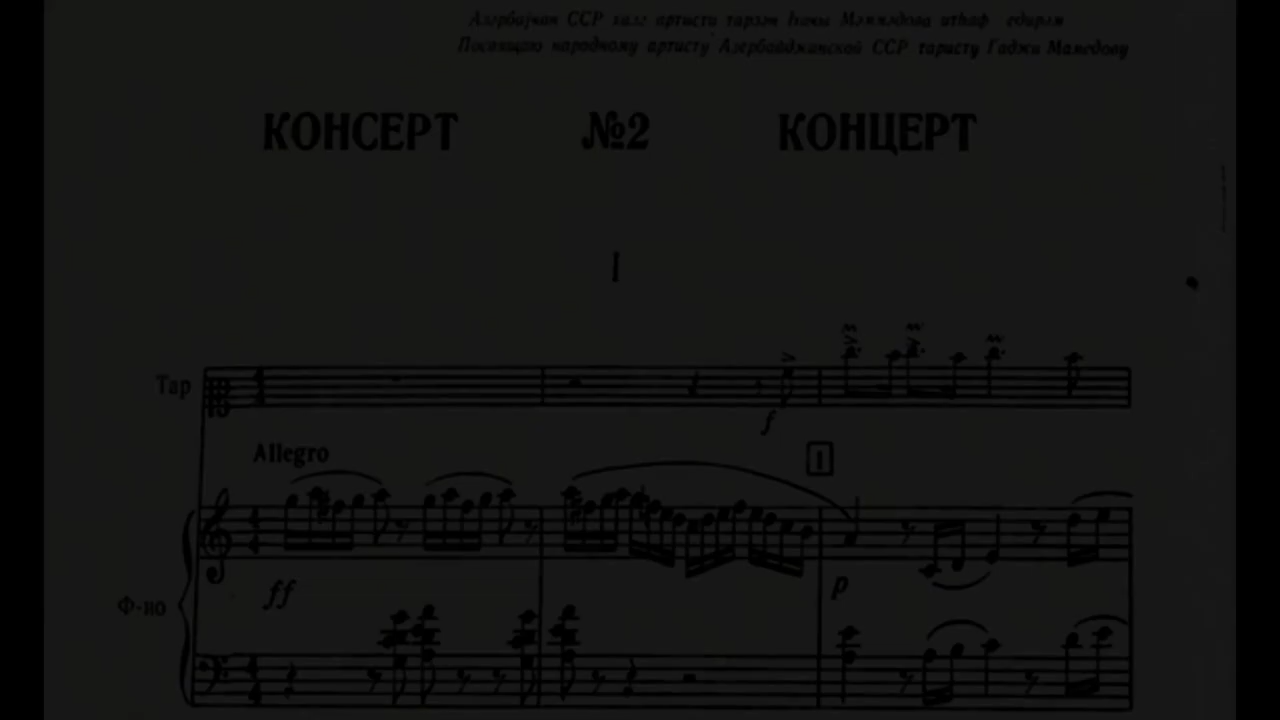 Азәрбајҹан ССР халг артисти тарзән Һаҹы Мәммәдова итһаф едирәм
Посвящаю народному артисту Азербайджанской ССР таристу Гаджи Мамедову
КОНСЕРТ №2 КОНЦЕРТ
I
Тар
f
Allegro
1
ff
p
Ф-но